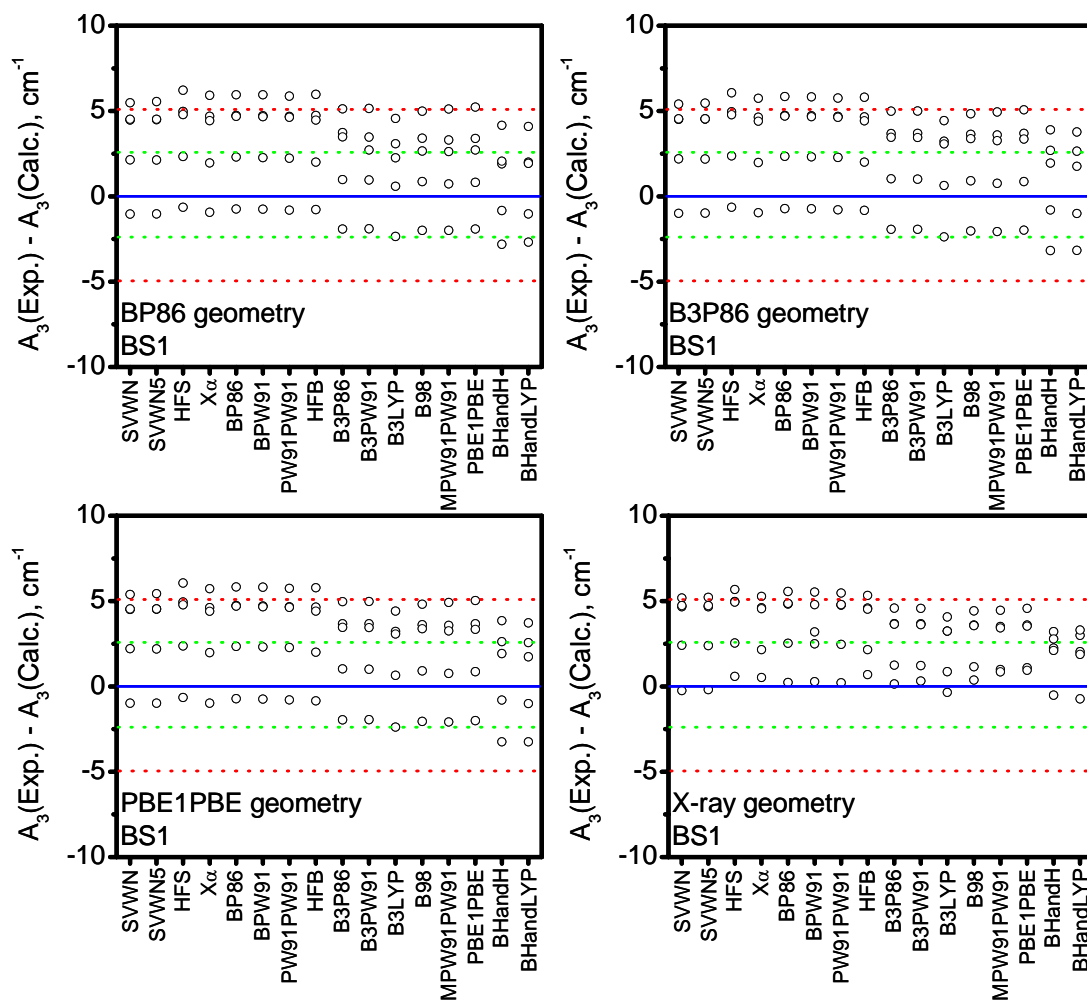 10
5
0
-5
-10
A₃(Exp.) - A₃(Calc.), cm⁻¹
BP86 geometry
BS1
SVWN
SVWN5
HFS
Xα
BP86
BPW91
PW91PW91
HFB
B3P86
B3PW91
B3LYP
B98
MPW91PW91
PBE1PBE
BHandH
BHandLYP
10
5
0
-5
-10
A₃(Exp.) - A₃(Calc.), cm⁻¹
B3P86 geometry
BS1
SVWN
SVWN5
HFS
Xα
BP86
BPW91
PW91PW91
HFB
B3P86
B3PW91
B3LYP
B98
MPW91PW91
PBE1PBE
BHandH
BHandLYP
10
5
0
-5
-10
A₃(Exp.) - A₃(Calc.), cm⁻¹
PBE1PBE geometry
BS1
SVWN
SVWN5
HFS
Xα
BP86
BPW91
PW91PW91
HFB
B3P86
B3PW91
B3LYP
B98
MPW91PW91
PBE1PBE
BHandH
BHandLYP
10
5
0
-5
-10
A₃(Exp.) - A₃(Calc.), cm⁻¹
X-ray geometry
BS1
SVWN
SVWN5
HFS
Xα
BP86
BPW91
PW91PW91
HFB
B3P86
B3PW91
B3LYP
B98
MPW91PW91
PBE1PBE
BHandH
BHandLYP